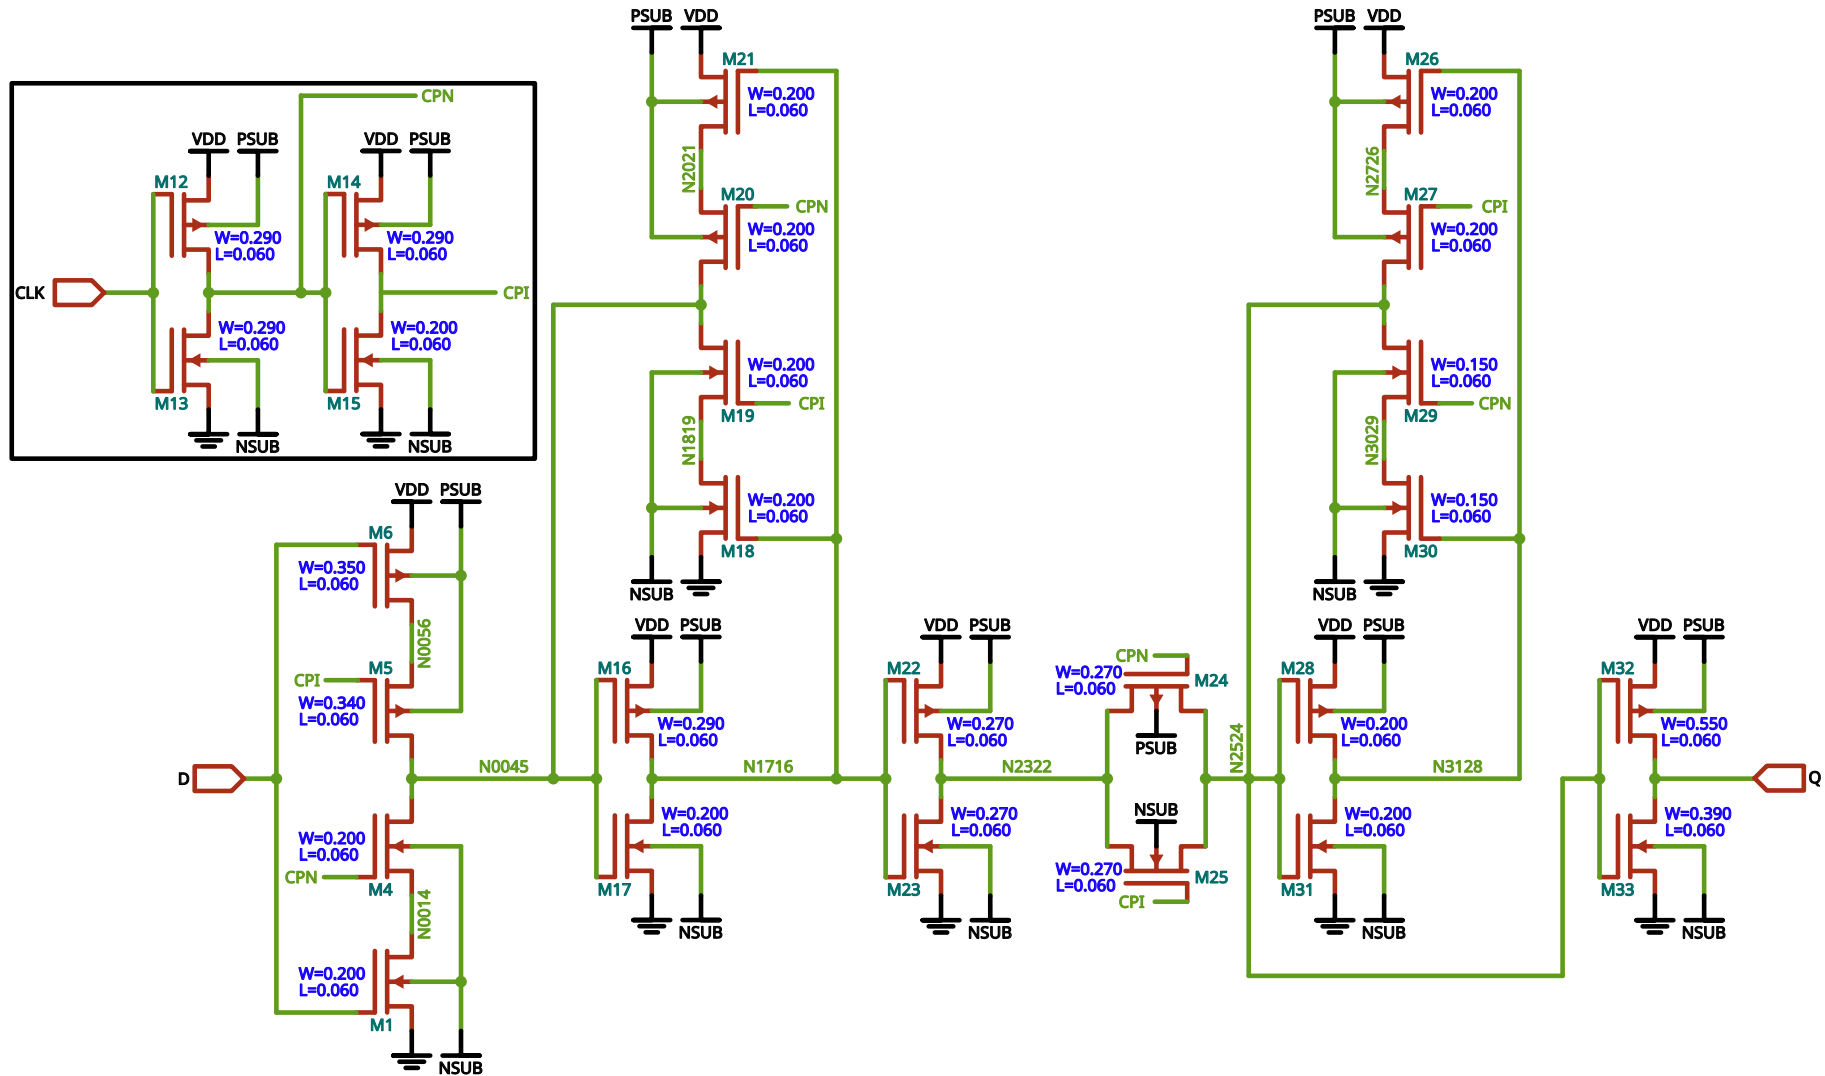 PSUB VDD
M21
W=0.200
L=0.060
N2021
M20
CPN
W=0.200
L=0.060
W=0.200
L=0.060
CPI
M19
N1819
W=0.200
L=0.060
M18
NSUB
PSUB VDD
M26
W=0.200
L=0.060
N2726
M27
CPI
W=0.200
L=0.060
W=0.150
L=0.060
CPN
M29
N3029
W=0.150
L=0.060
M30
NSUB
CPN
VDD PSUB
VDD PSUB
M12
M14
W=0.290
L=0.060
W=0.290
L=0.060
CLK
CPI
W=0.290
L=0.060
W=0.200
L=0.060
M13
M15
NSUB
NSUB
VDD PSUB
M6
W=0.350
L=0.060
N0056
M5
CPI
W=0.340
L=0.060
D
N0045
W=0.200
L=0.060
CPN
M4
N0014
W=0.200
L=0.060
M1
NSUB
VDD PSUB
M16
W=0.290
L=0.060
N1716
W=0.200
L=0.060
M17
NSUB
VDD PSUB
M22
W=0.270
L=0.060
N2322
W=0.270
L=0.060
M23
NSUB
CPN
W=0.270
L=0.060
M24
PSUB
NSUB
W=0.270
L=0.060
M25
CPI
N2524
VDD PSUB
M28
W=0.200
L=0.060
N3128
W=0.200
L=0.060
M31
NSUB
VDD PSUB
M32
W=0.550
L=0.060
Q
W=0.390
L=0.060
M33
NSUB